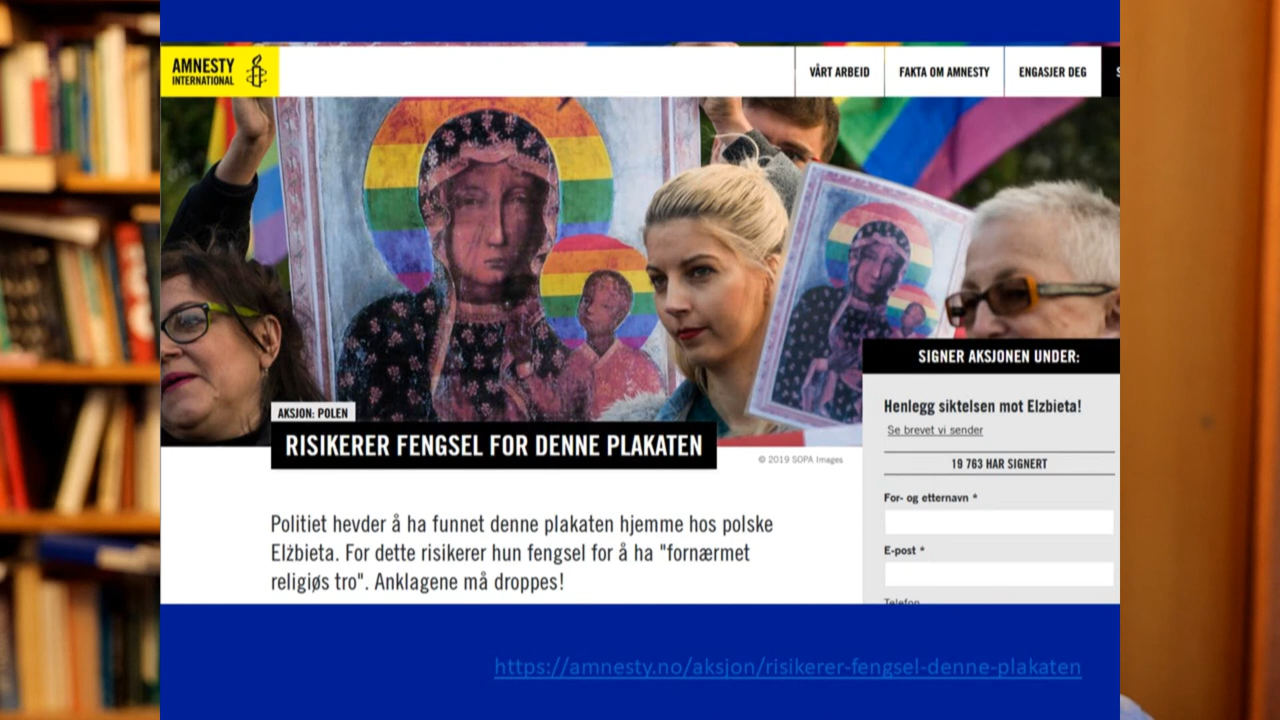 AMNESTY
INTERNATIONAL
VÅRT ARBEID
FAKTA OM AMNESTY
ENGASJER DEG
S
SIGNER AKSJONEN UNDER:
AKSJON: POLEN
RISIKERER FENGSEL FOR DENNE PLAKATEN
© 2019 SOPA Images
Henlegg siktelsen mot Elzbieta!
Se brevet vi sender
19 763 HAR SIGNERT
For- og etternavn *
E-post *
Telefon
Politiet hevder å ha funnet denne plakaten hjemme hos polske
Elżbieta. For dette risikerer hun fengsel for å ha "fornærmet
religiøs tro". Anklagene må droppes!
https://amnesty.no/aksjon/risikerer-fengsel-denne-plakaten